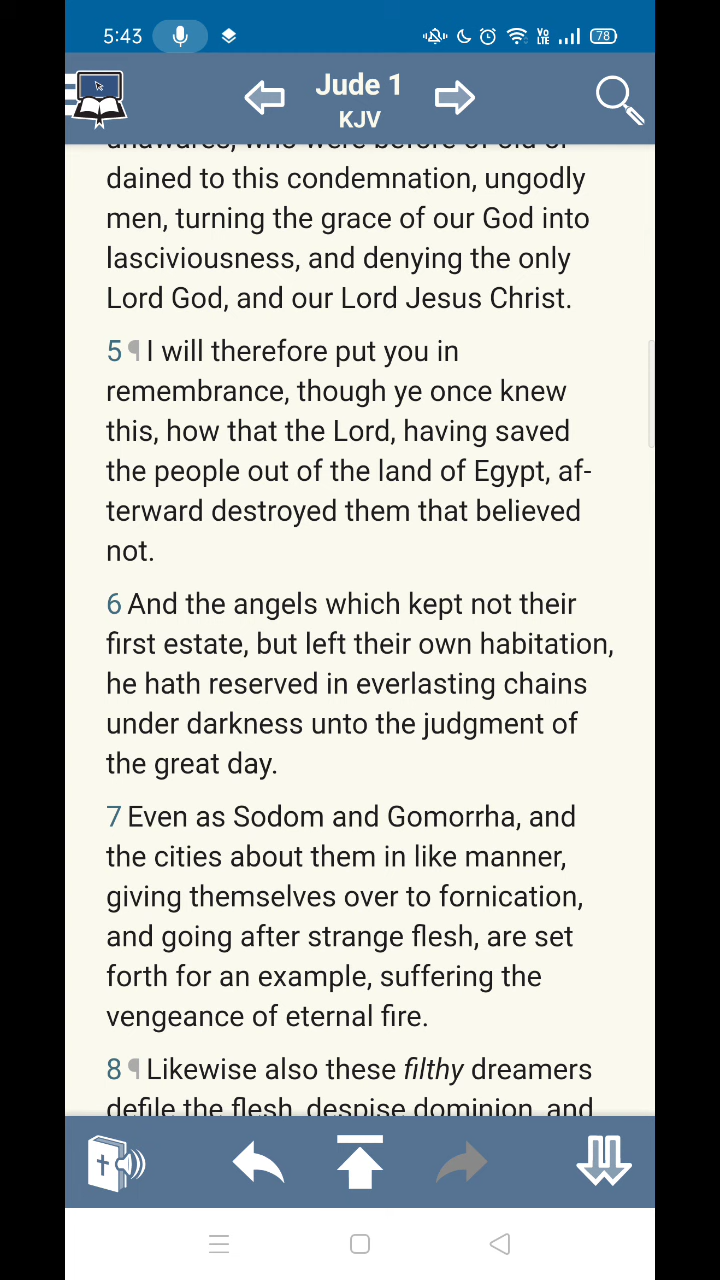 5:43
Vo
LTE
78
Jude 1
KJV
dained to this condemnation, ungodly
men, turning the grace of our God into
lasciviousness, and denying the only
Lord God, and our Lord Jesus Christ.
5 ¶ I will therefore put you in
remembrance, though ye once knew
this, how that the Lord, having saved
the people out of the land of Egypt, af-
terward destroyed them that believed
not.
6 And the angels which kept not their
first estate, but left their own habitation,
he hath reserved in everlasting chains
under darkness unto the judgment of
the great day.
7 Even as Sodom and Gomorrha, and
the cities about them in like manner,
giving themselves over to fornication,
and going after strange flesh, are set
forth for an example, suffering the
vengeance of eternal fire.
8 ¶ Likewise also these filthy dreamers
defile the flesh, despise dominion, and